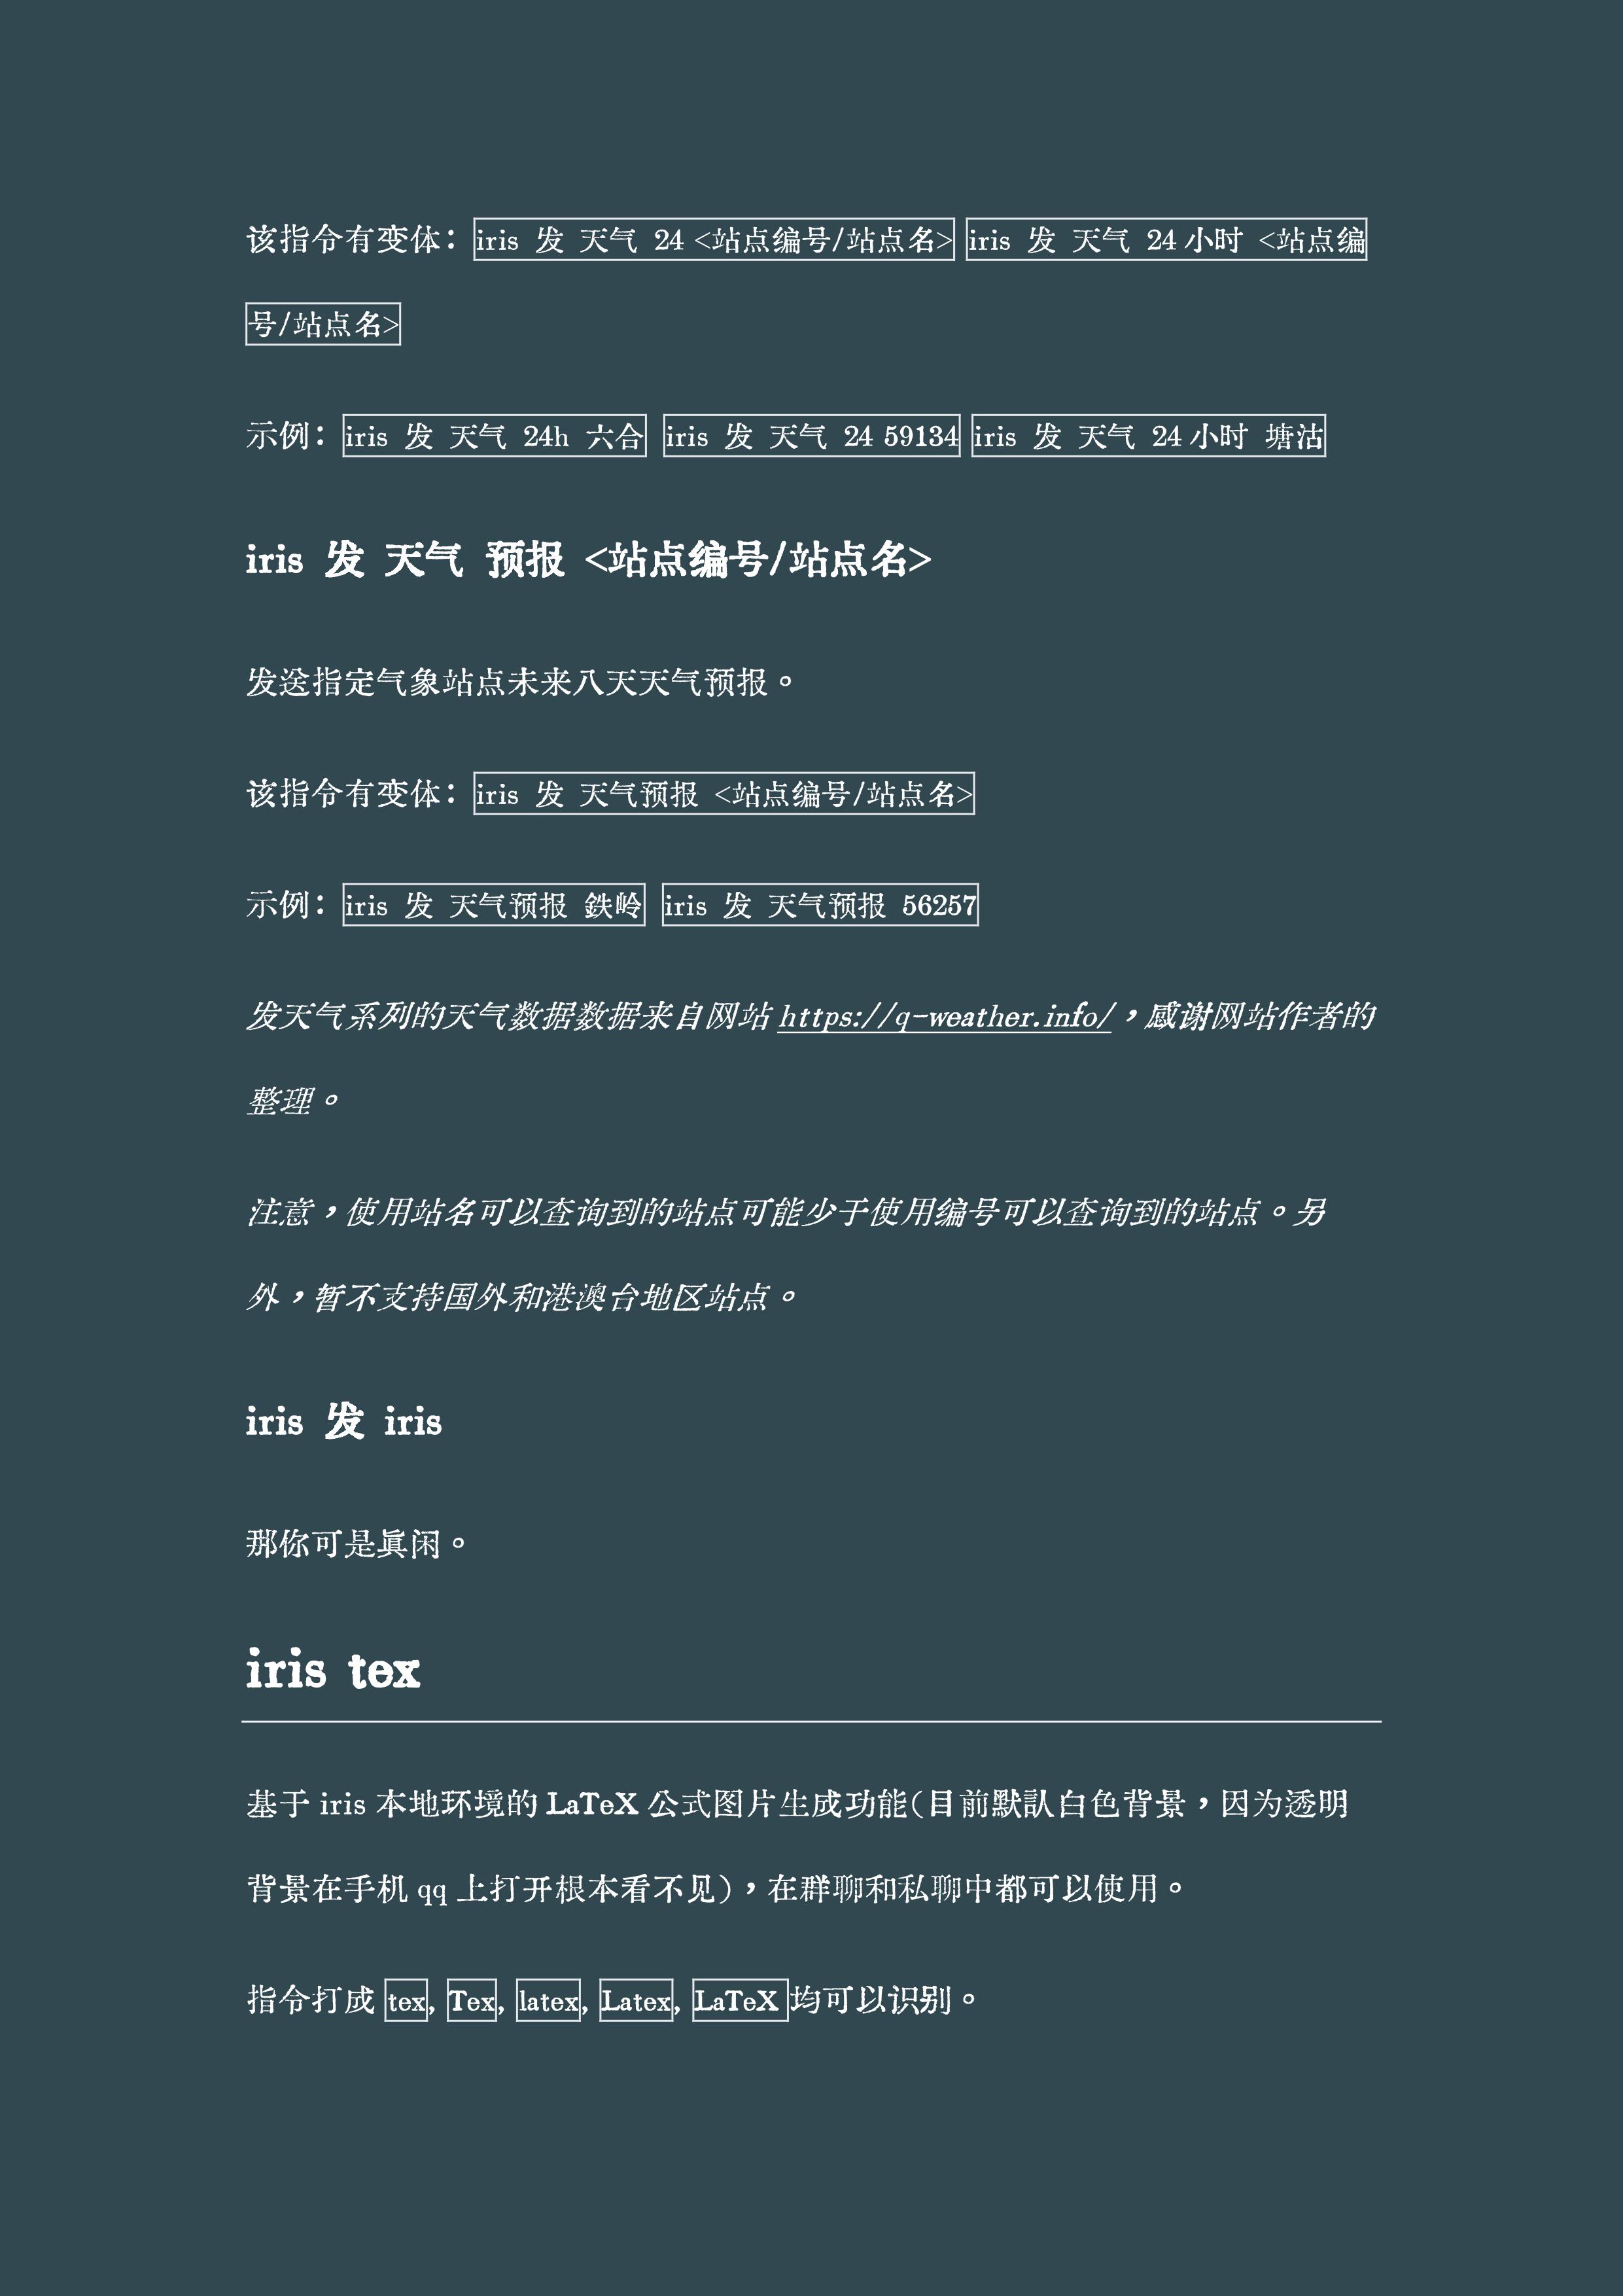 该指令有变体：iris 发 天气 24 <站点编号/站点名> iris 发 天气 24小时 <站点编
号/站点名>
示例：iris 发 天气 24h 六合 iris 发 天气 24 59134 iris 发 天气 24小时 塘沽
iris 发 天气 预报 <站点编号/站点名>
发送指定气象站点未来八天天气预报。
该指令有变体：iris 发 天气预报 <站点编号/站点名>
示例：iris 发 天气预报 鉄岭 iris 发 天气预报 56257
发天气系列的天气数据数据来自网站 https://q-weather.info/，感谢网站作者的
整理。
注意，使用站名可以查询到的站点可能少于使用编号可以查询到的站点。另
外，暂不支持国外和港澳台地区站点。
iris 发 iris
那你可是真闲。
iris tex
基于 iris 本地环境的 LaTeX 公式图片生成功能(目前默认白色背景，因为透明
背景在手机 qq 上打开根本看不见)，在群聊和私聊中都可以使用。
指令打成 tex, Tex, latex, Latex, LaTeX 均可以识别。